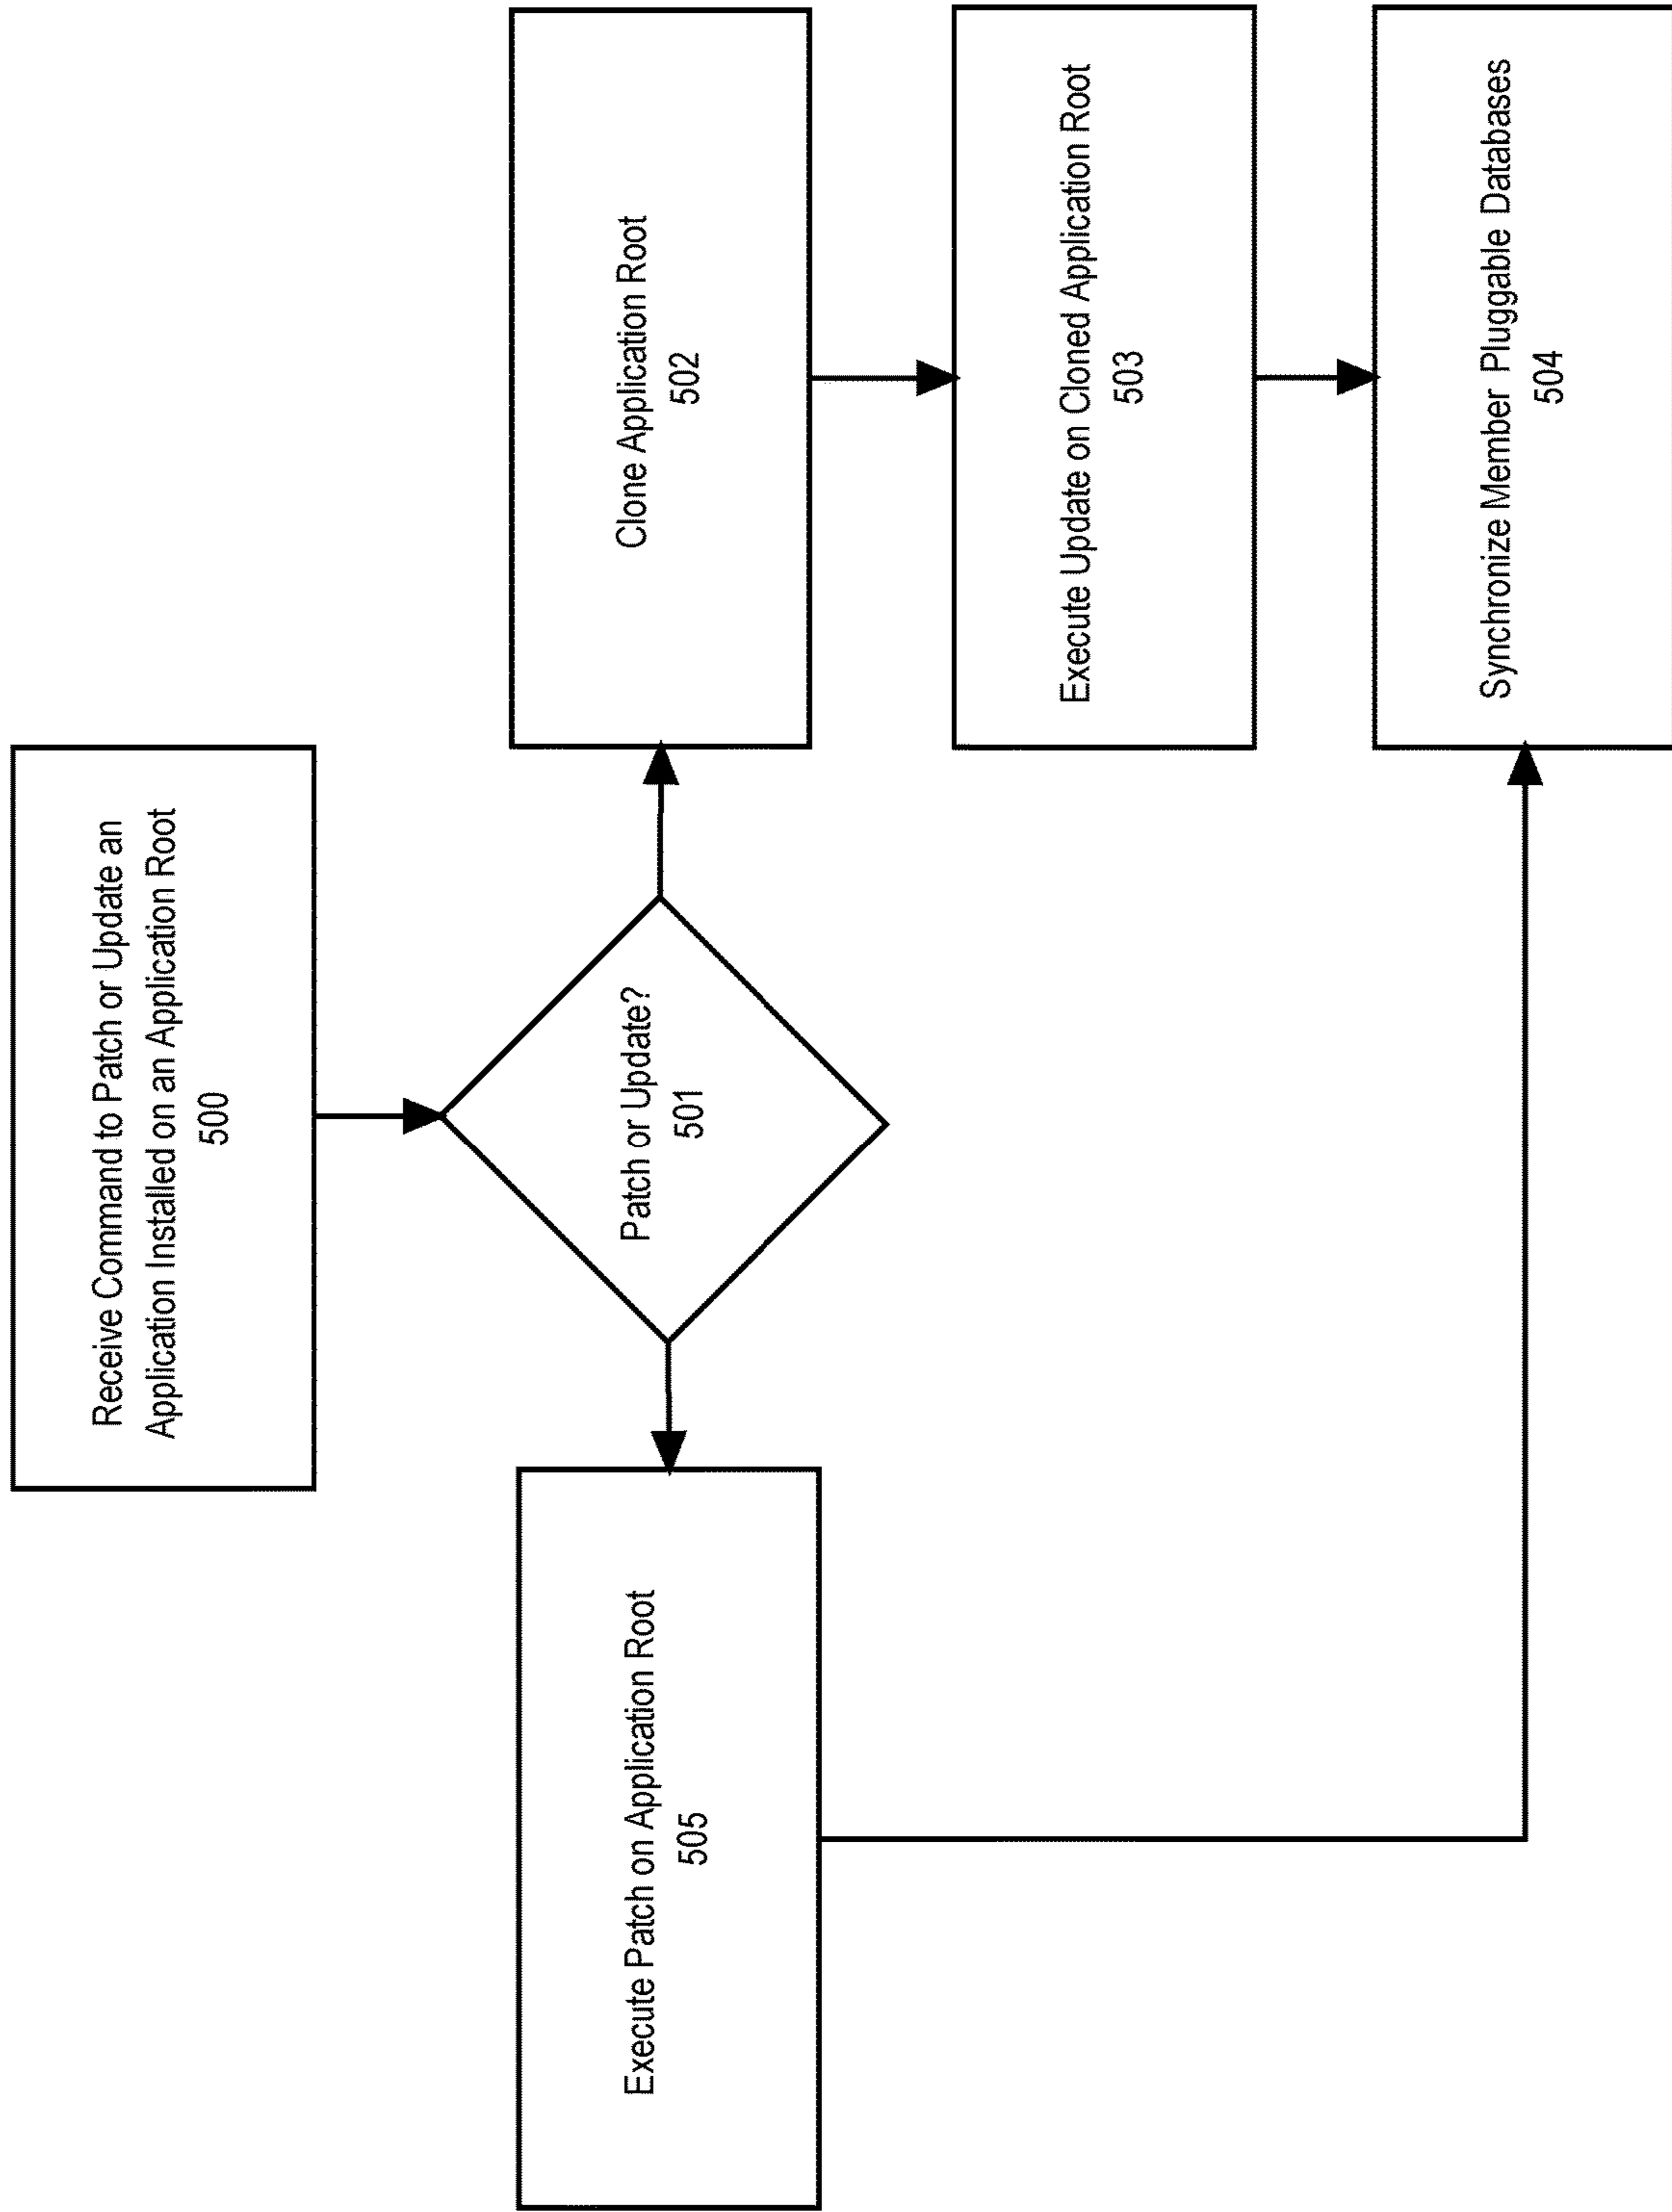 Receive Command to Patch or Update an
Application Installed on an Application Root
500
Patch or Update?
501
Clone Application Root
502
Execute Update on Cloned Application Root
503
Synchronize Member Pluggable Databases
504
Execute Patch on Application Root
505